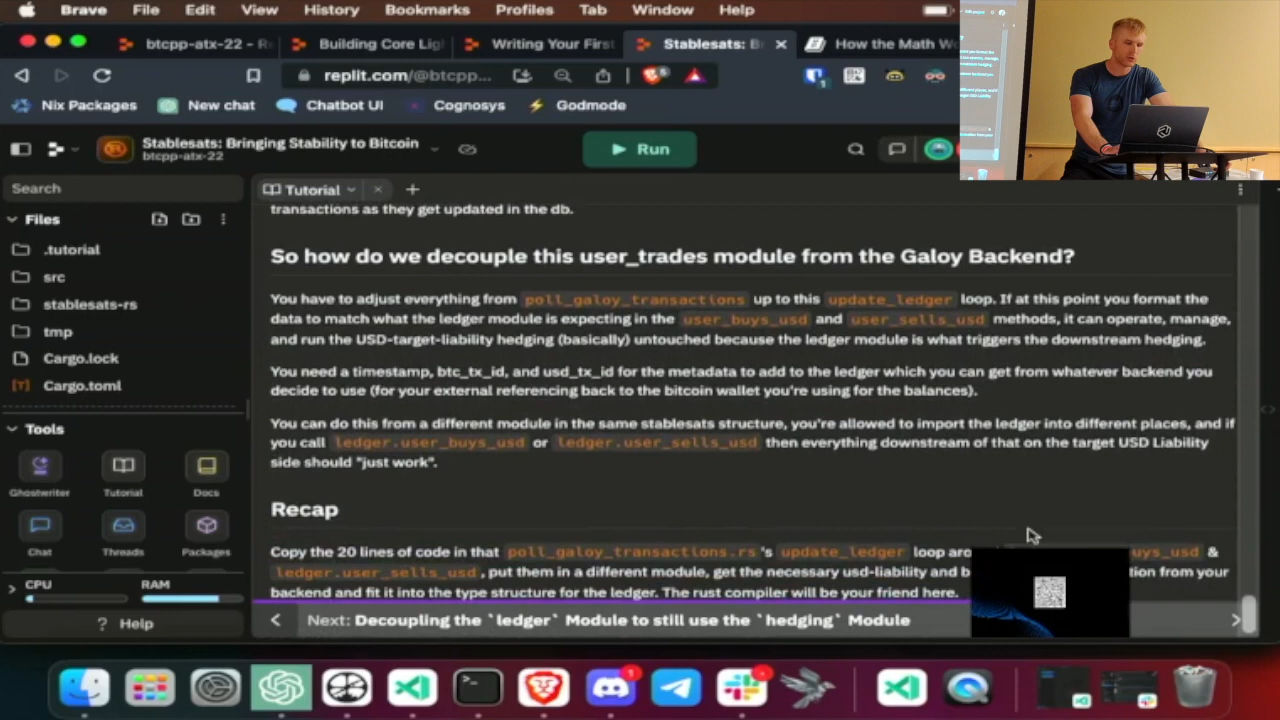 Brave File Edit View History Bookmarks Profiles Tab Window Help
btcpp-atx-22 - Re
Building Core Lig
Writing Your First
Stablesats: Br
How the Math Wo
replit.com/@btcpp...
Nix Packages
New chat
Chatbot UI
Cognosys
Godmode
Stablesats: Bringing Stability to Bitcoin
btcpp-atx-22
Run
Search
Tutorial
Files
.tutorial
src
stablesats-rs
tmp
Cargo.lock
Cargo.toml
Tools
Ghostwriter
Tutorial
Docs
Chat
Threads
Packages
CPU
RAM
Help
transactions as they get updated in the db.
So how do we decouple this user_trades module from the Galoy Backend?
You have to adjust everything from poll_galoy_transactions up to this update_ledger loop. If at this point you format the
data to match what the ledger module is expecting in the user_buys_usd and user_sells_usd methods, it can operate, manage,
and run the USD-target-liability hedging (basically) untouched because the ledger module is what triggers the downstream hedging.
You need a timestamp, btc_tx_id, and usd_tx_id for the metadata to add to the ledger which you can get from whatever backend you
decide to use (for your external referencing back to the bitcoin wallet you're using for the balances).
You can do this from a different module in the same stablesats structure, you're allowed to import the ledger into different places, and if
you call ledger.user_buys_usd or ledger.user_sells_usd then everything downstream of that on the target USD Liability
side should "just work".
Recap
Copy the 20 lines of code in that poll_galoy_transactions.rs 's update_ledger loop aro uys_usd &
ledger.user_sells_usd, put them in a different module, get the necessary usd-liability and b tion from your
backend and fit it into the type structure for the ledger. The rust compiler will be your friend here.
Next: Decoupling the `ledger` Module to still use the `hedging` Module